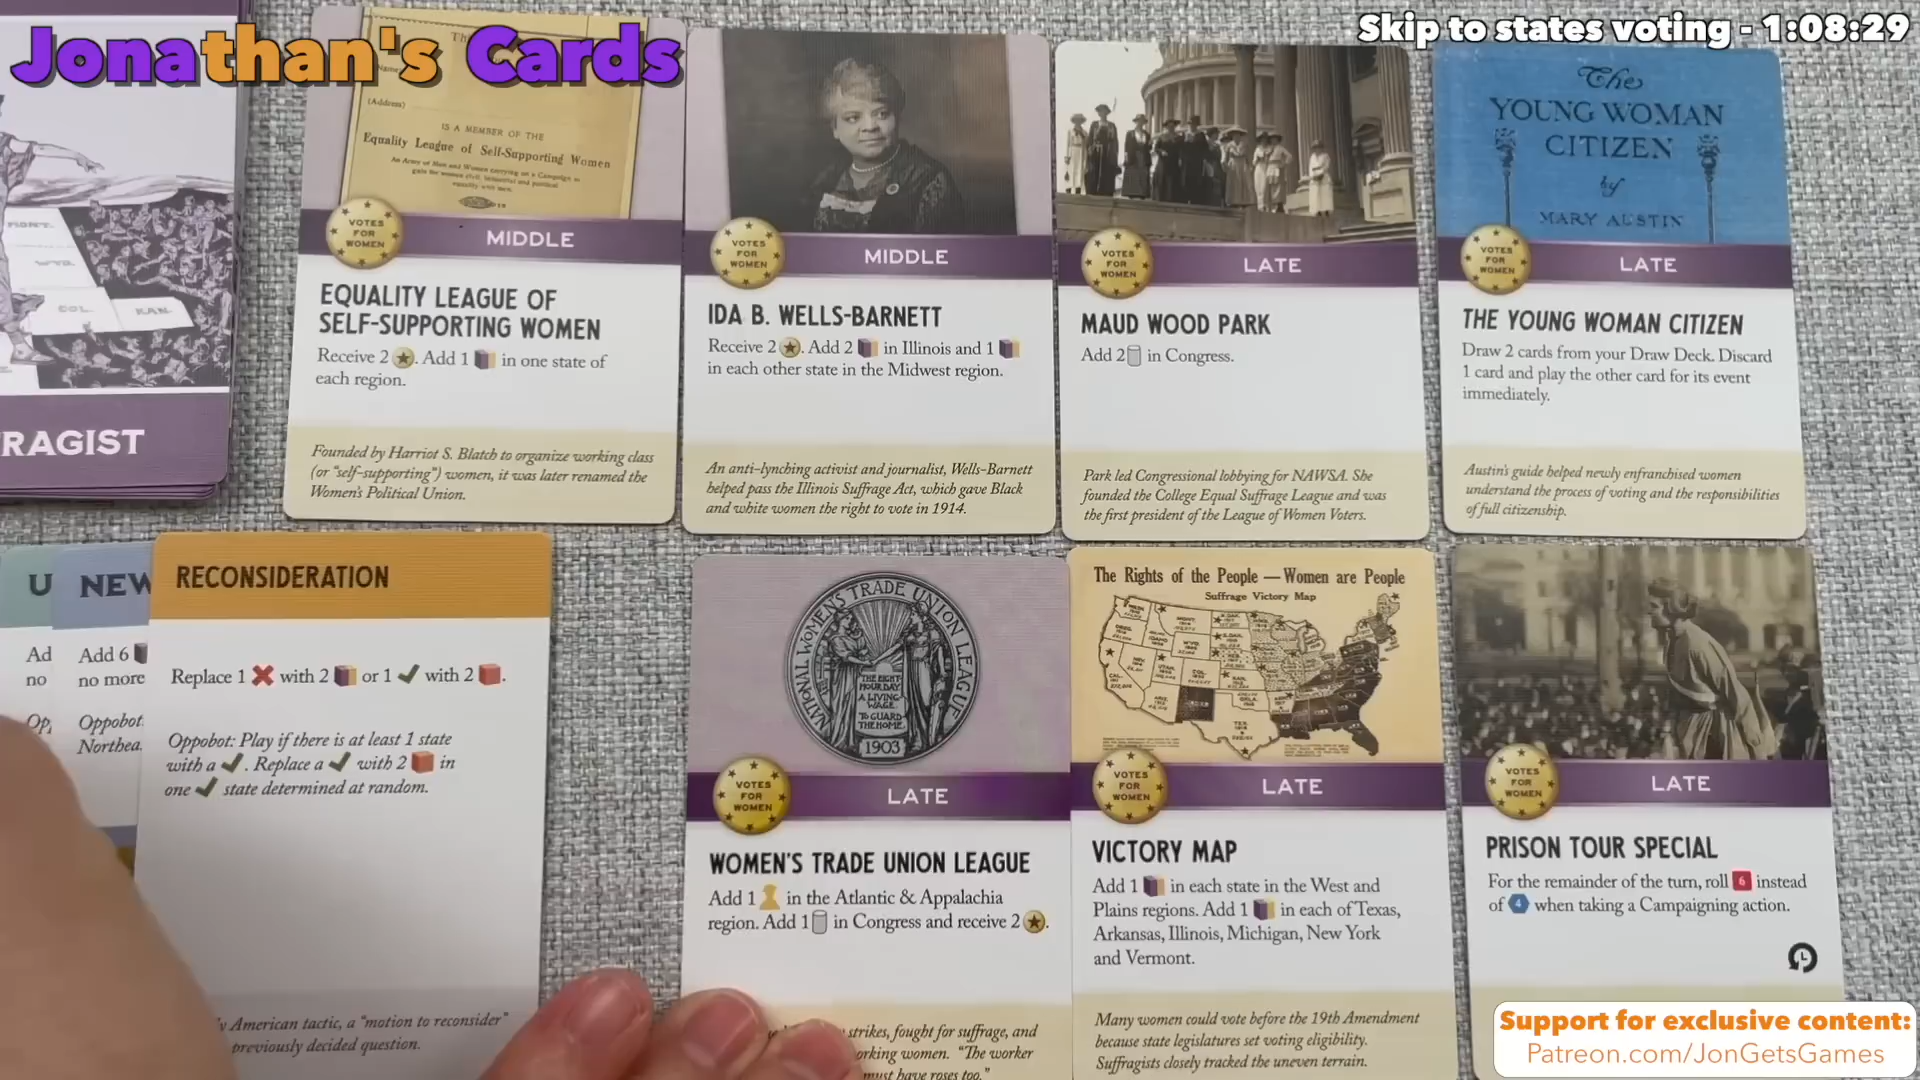 Jonathan's Cards
Skip to states voting - 1:08:29
RAGIST
COL.
KAN.
(Address)
IS A MEMBER OF THE
Equality League of Self-Supporting Women
VOTES
FOR
WOMEN
MIDDLE
EQUALITY LEAGUE OF
SELF-SUPPORTING WOMEN
Receive 2 . Add 1 in one state of
each region.
Founded by Harriot S. Blatch to organize working class
(or "self-supporting") women, it was later renamed the
Women's Political Union.
VOTES
FOR
WOMEN
MIDDLE
IDA B. WELLS-BARNETT
Receive 2 . Add 2 in Illinois and 1
in each other state in the Midwest region.
An anti-lynching activist and journalist, Wells-Barnett
helped pass the Illinois Suffrage Act, which gave Black
and white women the right to vote in 1914.
VOTES
FOR
WOMEN
LATE
MAUD WOOD PARK
Add 2 in Congress.
Park led Congressional lobbying for NAWSA. She
founded the College Equal Suffrage League and was
the first president of the League of Women Voters.
The
YOUNG WOMAN
CITIZEN
by
MARY AUSTIN
VOTES
FOR
WOMEN
LATE
THE YOUNG WOMAN CITIZEN
Draw 2 cards from your Draw Deck. Discard
1 card and play the other card for its event
immediately.
Austin's guide helped newly enfranchised women
understand the process of voting and the responsibilities
of full citizenship.
U
Ad
no
Op
NEW
Add 6
no more
Oppobot
Northea
RECONSIDERATION
Replace 1 with 2 or 1 with 2 .
Oppobot: Play if there is at least 1 state
with a . Replace a with 2 in
one state determined at random.
American tactic, a "motion to reconsider"
previously decided question.
NATIONAL WOMEN'S TRADE UNION LEAGUE
THE EIGHT
HOUR DAY
A LIVING
WAGE
TO GUARD
THE HOME
1903
VOTES
FOR
WOMEN
LATE
WOMEN'S TRADE UNION LEAGUE
Add 1 in the Atlantic & Appalachia
region. Add 1 in Congress and receive 2 .
strikes, fought for suffrage, and
orking women. "The worker
must have roses too."
The Rights of the People — Women are People
Suffrage Victory Map
VOTES
FOR
WOMEN
LATE
VICTORY MAP
Add 1 in each state in the West and
Plains regions. Add 1 in each of Texas,
Arkansas, Illinois, Michigan, New York
and Vermont.
Many women could vote before the 19th Amendment
because state legislatures set voting eligibility.
Suffragists closely tracked the uneven terrain.
VOTES
FOR
WOMEN
LATE
PRISON TOUR SPECIAL
For the remainder of the turn, roll 6 instead
of 4 when taking a Campaigning action.
Support for exclusive content:
Patreon.com/JonGetsGames